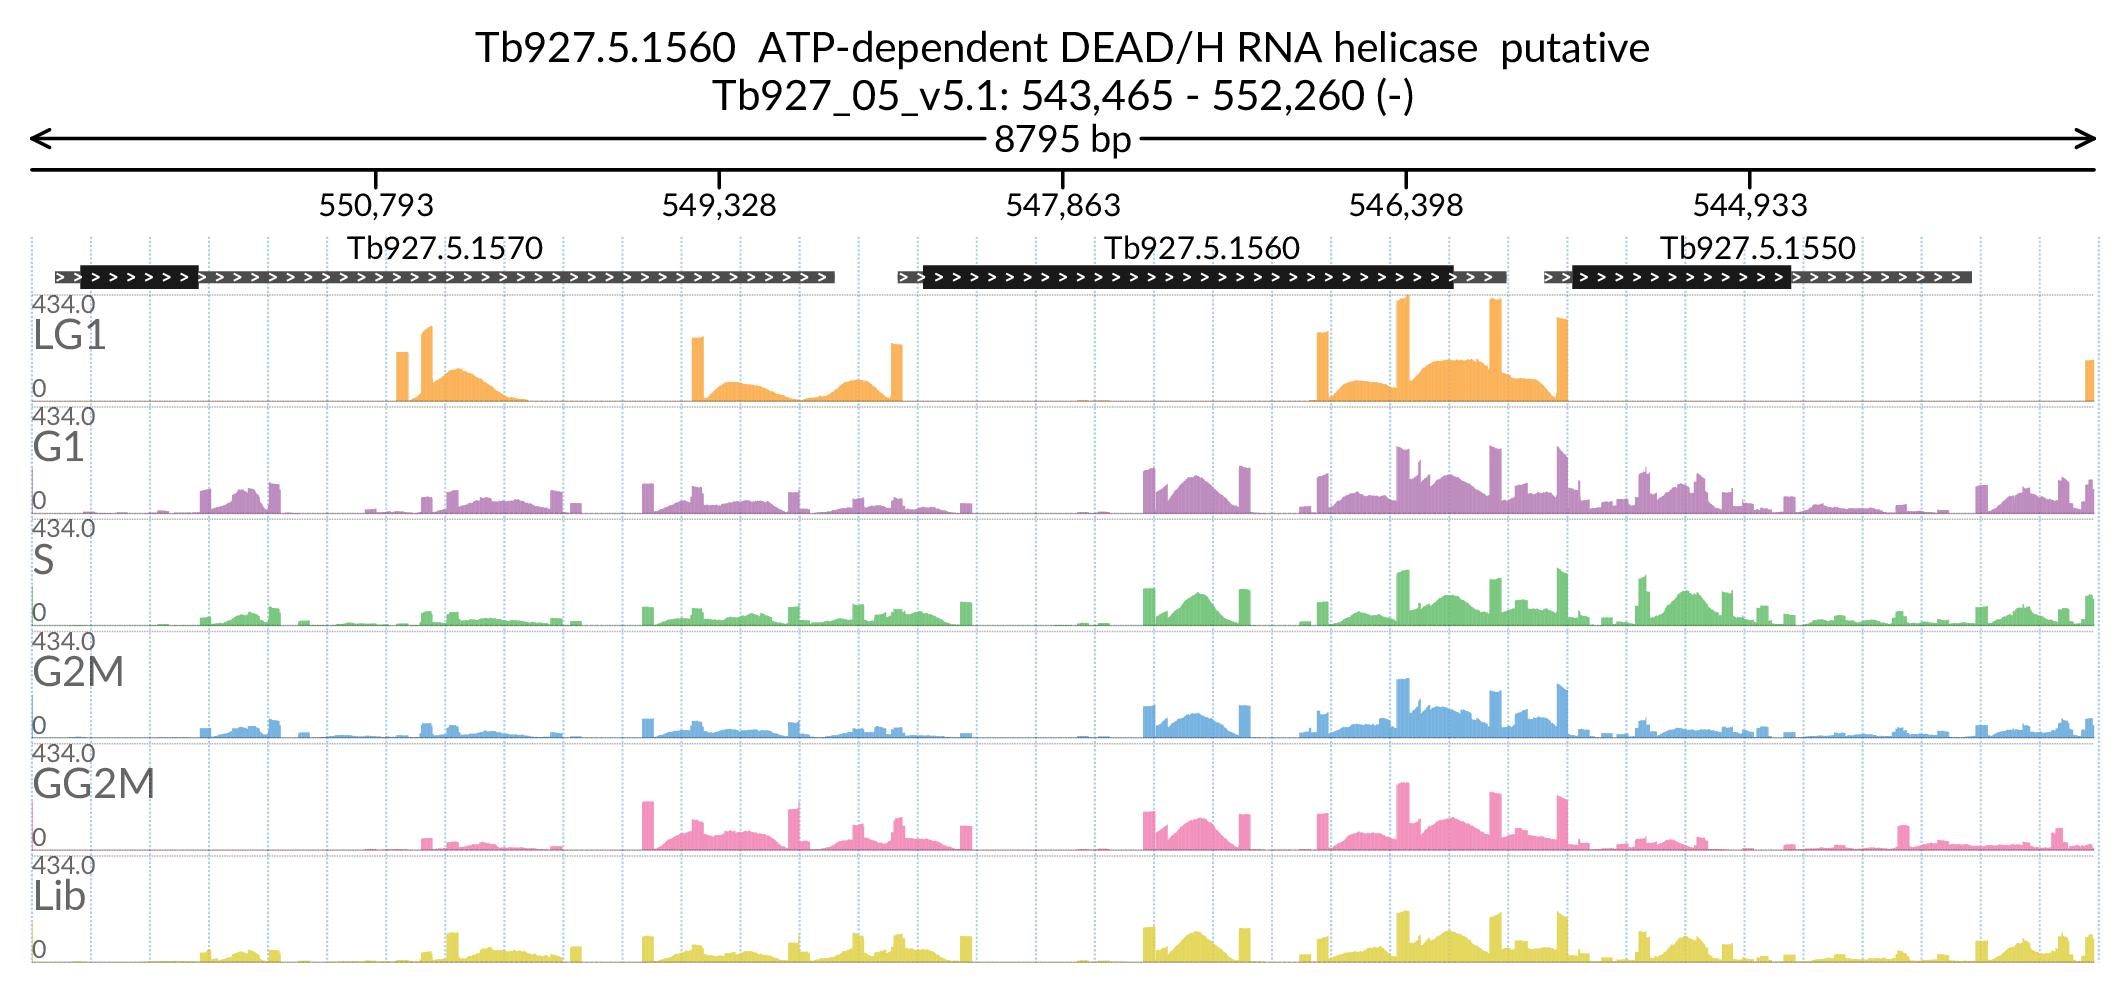 Tb927.5.1560  ATP-dependent DEAD/H RNA helicase  putative
Tb927_05_v5.1: 543,465 - 552,260 (-)
8795 bp
550,793 549,328 547,863 546,398 544,933
Tb927.5.1570 Tb927.5.1560 Tb927.5.1550
434.0
LG1
0
434.0
G1
0
434.0
S
0
434.0
G2M
0
434.0
GG2M
0
434.0
Lib
0